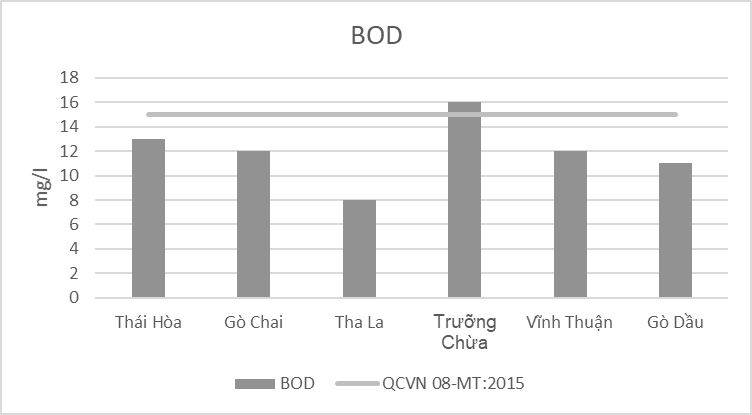 BOD
mg/l
18
16
14
12
10
8
6
4
2
0
Thái Hòa Gò Chai Tha La Trưỡng Vĩnh Thuận Gò Dầu
Chừa
BOD QCVN 08-MT:2015